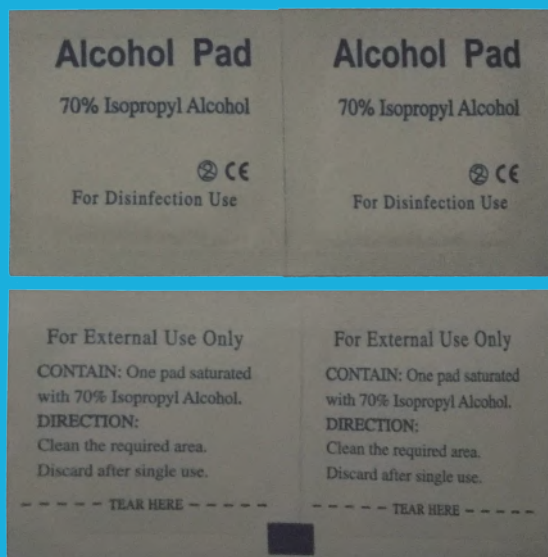 Alcohol Pad
70% Isopropyl Alcohol
CE
For Disinfection Use
Alcohol Pad
70% Isopropyl Alcohol
CE
For Disinfection Use
For External Use Only
CONTAIN: One pad saturated
with 70% Isopropyl Alcohol.
DIRECTION:
Clean the required area.
Discard after single use.
- - - - - TEAR HERE - - - - -
For External Use Only
CONTAIN: One pad saturated
with 70% Isopropyl Alcohol.
DIRECTION:
Clean the required area.
Discard after single use.
- - - - - TEAR HERE - - - - -